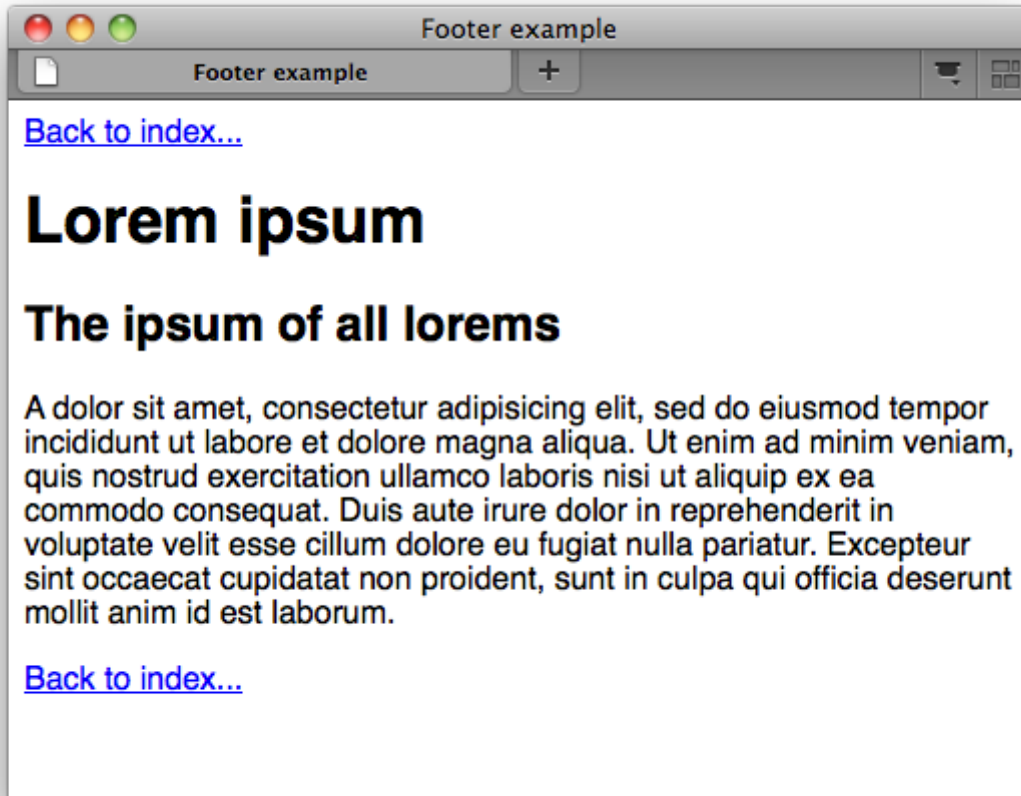 Footer example
Footer example
Back to index...
Lorem ipsum
The ipsum of all lorems
A dolor sit amet, consectetur adipisicing elit, sed do eiusmod tempor
incididunt ut labore et dolore magna aliqua. Ut enim ad minim veniam,
quis nostrud exercitation ullamco laboris nisi ut aliquip ex ea
commodo consequat. Duis aute irure dolor in reprehenderit in
voluptate velit esse cillum dolore eu fugiat nulla pariatur. Excepteur
sint occaecat cupidatat non proident, sunt in culpa qui officia deserunt
mollit anim id est laborum.
Back to index...